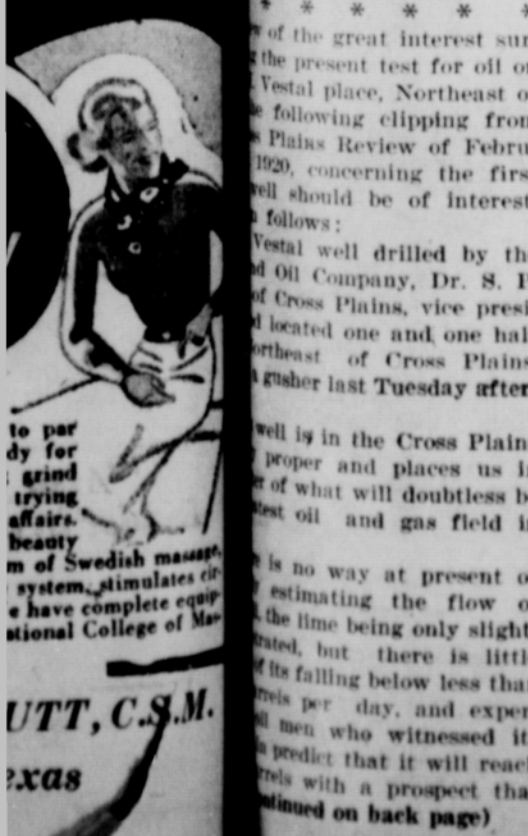 to par
dy for
grind
trying
affairs.
beauty
m of Swedish massage,
system, stimulates cir-
e have complete equip-
ational College of Mas-
UTT, C.S.M.
exas
* * * * * *
of the great interest sur
the present test for oil o
Vestal place, Northeast o
following clipping from
Plains Review of Febru
1920, concerning the firs
well should be of interest
follows:
Vestal well drilled by th
Oil Company, Dr. S. P
of Cross Plains, vice presi
located one and one hal
ortheast of Cross Plains
gusher last Tuesday after
well is in the Cross Plain
proper and places us i
of what will doubtless b
test oil and gas field i
is no way at present o
estimating the flow o
the lime being only slight
trated, but there is littl
of its falling below less tha
rrels per day, and exper
men who witnessed it
predict that it will reac
rrels with a prospect tha
ntinued on back page)